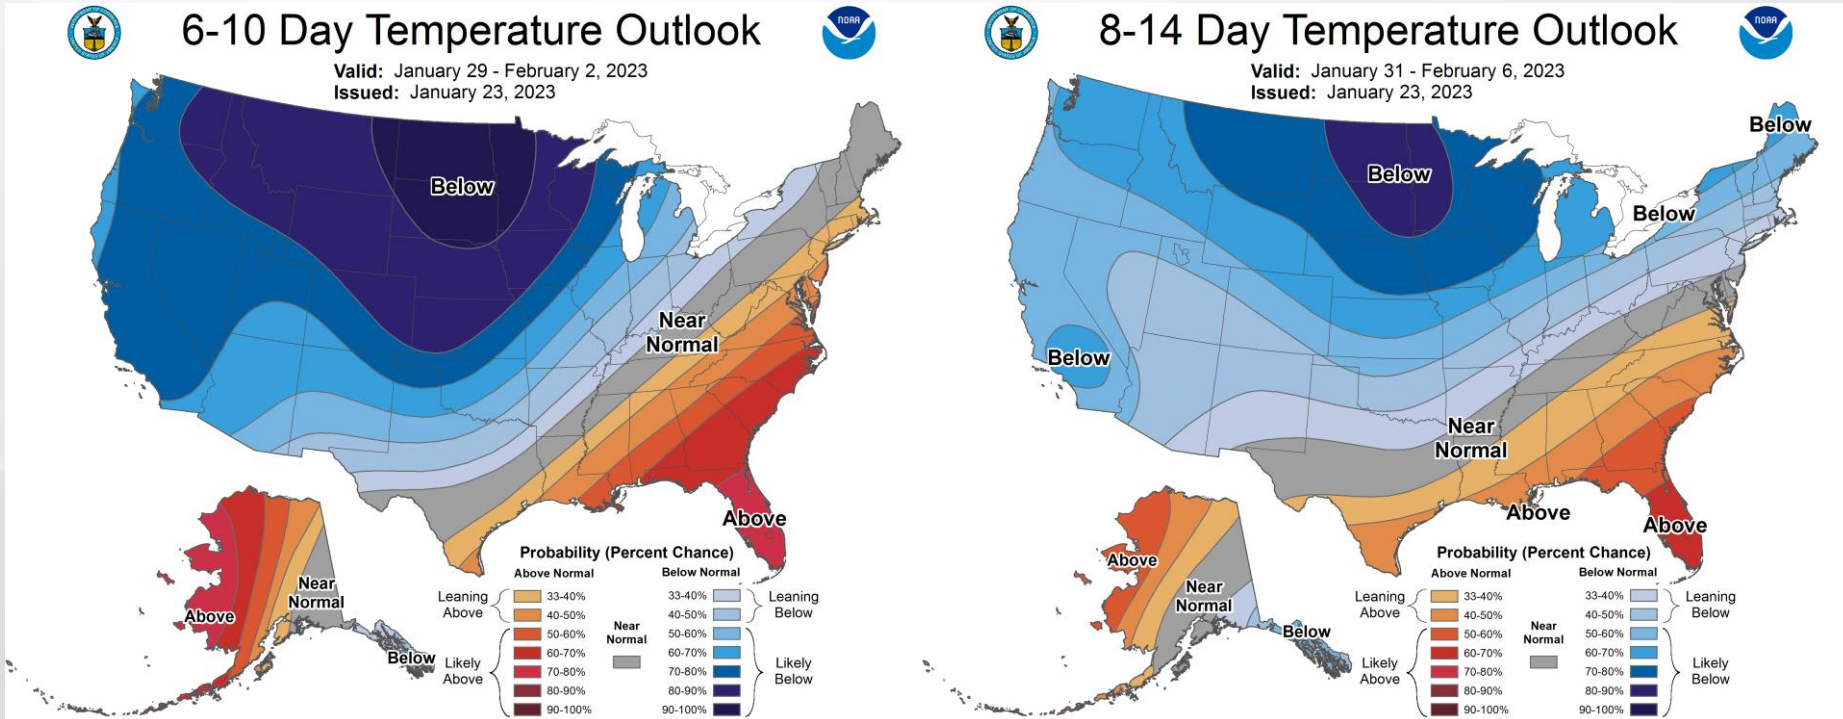 6-10 Day Temperature Outlook
NOAA
Valid: January 29 - February 2, 2023
Issued: January 23, 2023
Below
Near
Normal
Above
Near
Normal
Above
Below
Probability (Percent Chance)
Above Normal
Below Normal
Leaning
Above
33-40%
40-50%
Likely
Above
50-60%
60-70%
70-80%
80-90%
90-100%
Near
Normal
33-40%
40-50%
Leaning
Below
50-60%
60-70%
70-80%
80-90%
90-100%
Likely
Below
8-14 Day Temperature Outlook
NOAA
Valid: January 31 - February 6, 2023
Issued: January 23, 2023
Below
Below
Below
Below
Near
Normal
Above
Above
Above
Near
Normal
Below
Probability (Percent Chance)
Above Normal
Below Normal
Leaning
Above
33-40%
40-50%
Likely
Above
50-60%
60-70%
70-80%
80-90%
90-100%
Near
Normal
33-40%
40-50%
Leaning
Below
50-60%
60-70%
70-80%
80-90%
90-100%
Likely
Below